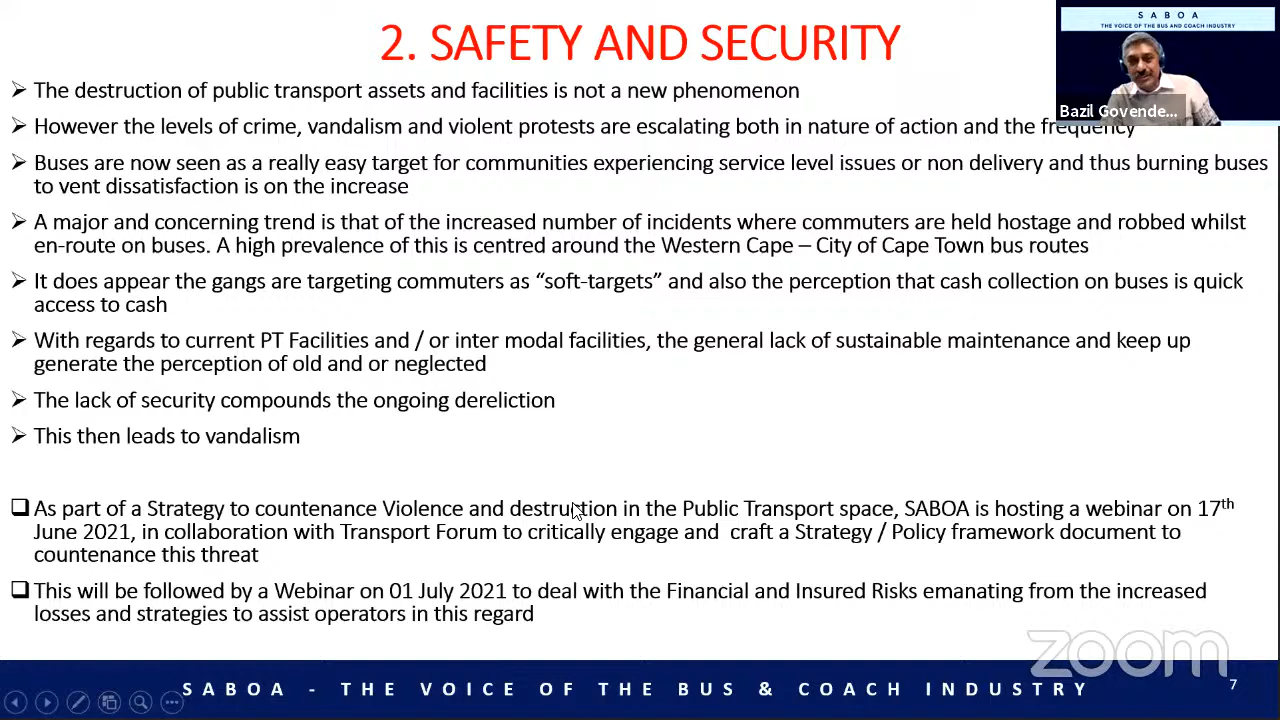 2. SAFETY AND SECURITY
SABOA
THE VOICE OF THE BUS AND COACH INDUSTRY
Bazil Govende...
➢ The destruction of public transport assets and facilities is not a new phenomenon
➢ However the levels of crime, vandalism and violent protests are escalating both in nature of action and the frequency
➢ Buses are now seen as a really easy target for communities experiencing service level issues or non delivery and thus burning buses
to vent dissatisfaction is on the increase
➢ A major and concerning trend is that of the increased number of incidents where commuters are held hostage and robbed whilst
en-route on buses. A high prevalence of this is centred around the Western Cape – City of Cape Town bus routes
➢ It does appear the gangs are targeting commuters as “soft-targets” and also the perception that cash collection on buses is quick
access to cash
➢ With regards to current PT Facilities and / or inter modal facilities, the general lack of sustainable maintenance and keep up
generate the perception of old and or neglected
➢ The lack of security compounds the ongoing dereliction
➢ This then leads to vandalism
❑ As part of a Strategy to countenance Violence and destruction in the Public Transport space, SABOA is hosting a webinar on 17th
June 2021, in collaboration with Transport Forum to critically engage and craft a Strategy / Policy framework document to
countenance this threat
❑ This will be followed by a Webinar on 01 July 2021 to deal with the Financial and Insured Risks emanating from the increased
losses and strategies to assist operators in this regard
zoom
SABOA - THE VOICE OF THE BUS & COACH INDUSTRY
7